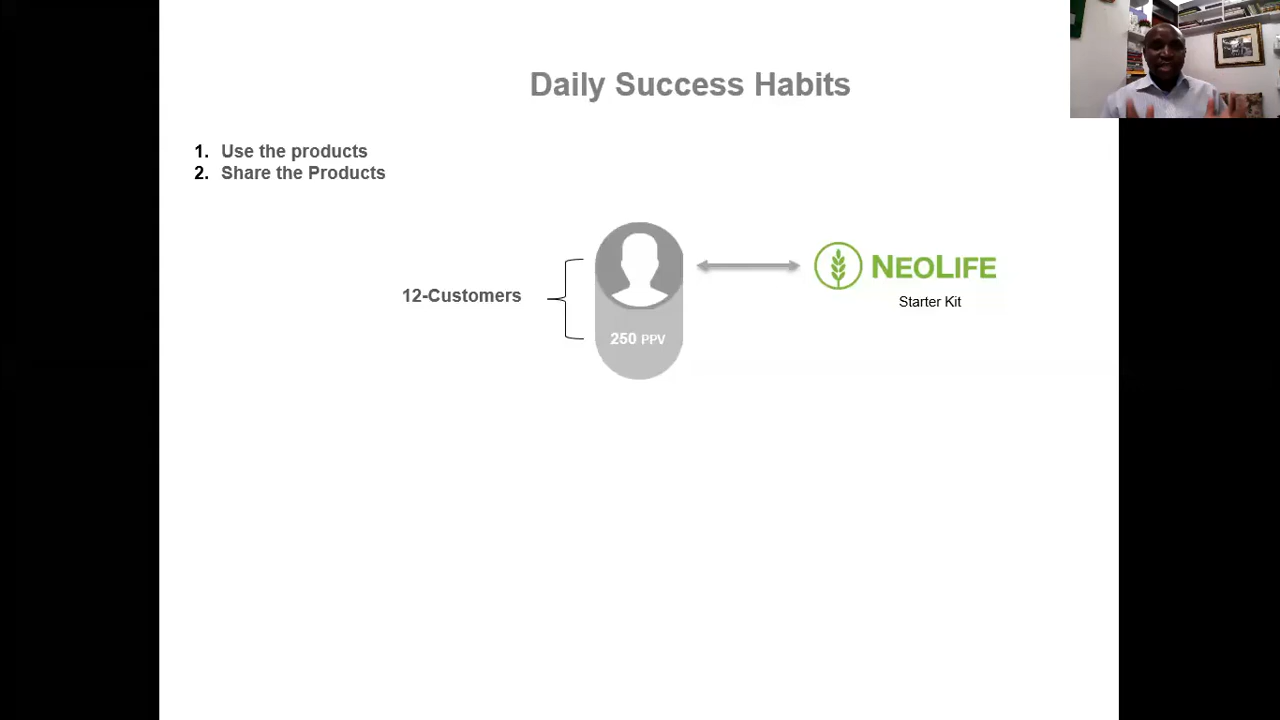 Daily Success Habits
1. Use the products
2. Share the Products
NEOLIFE
12-Customers
Starter Kit
250 PPV